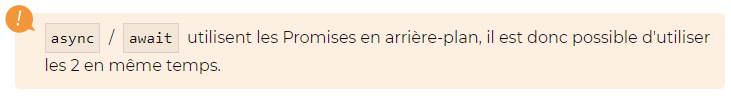 !
async / await utilisent les Promises en arrière-plan, il est donc possible d'utiliser
les 2 en même temps.